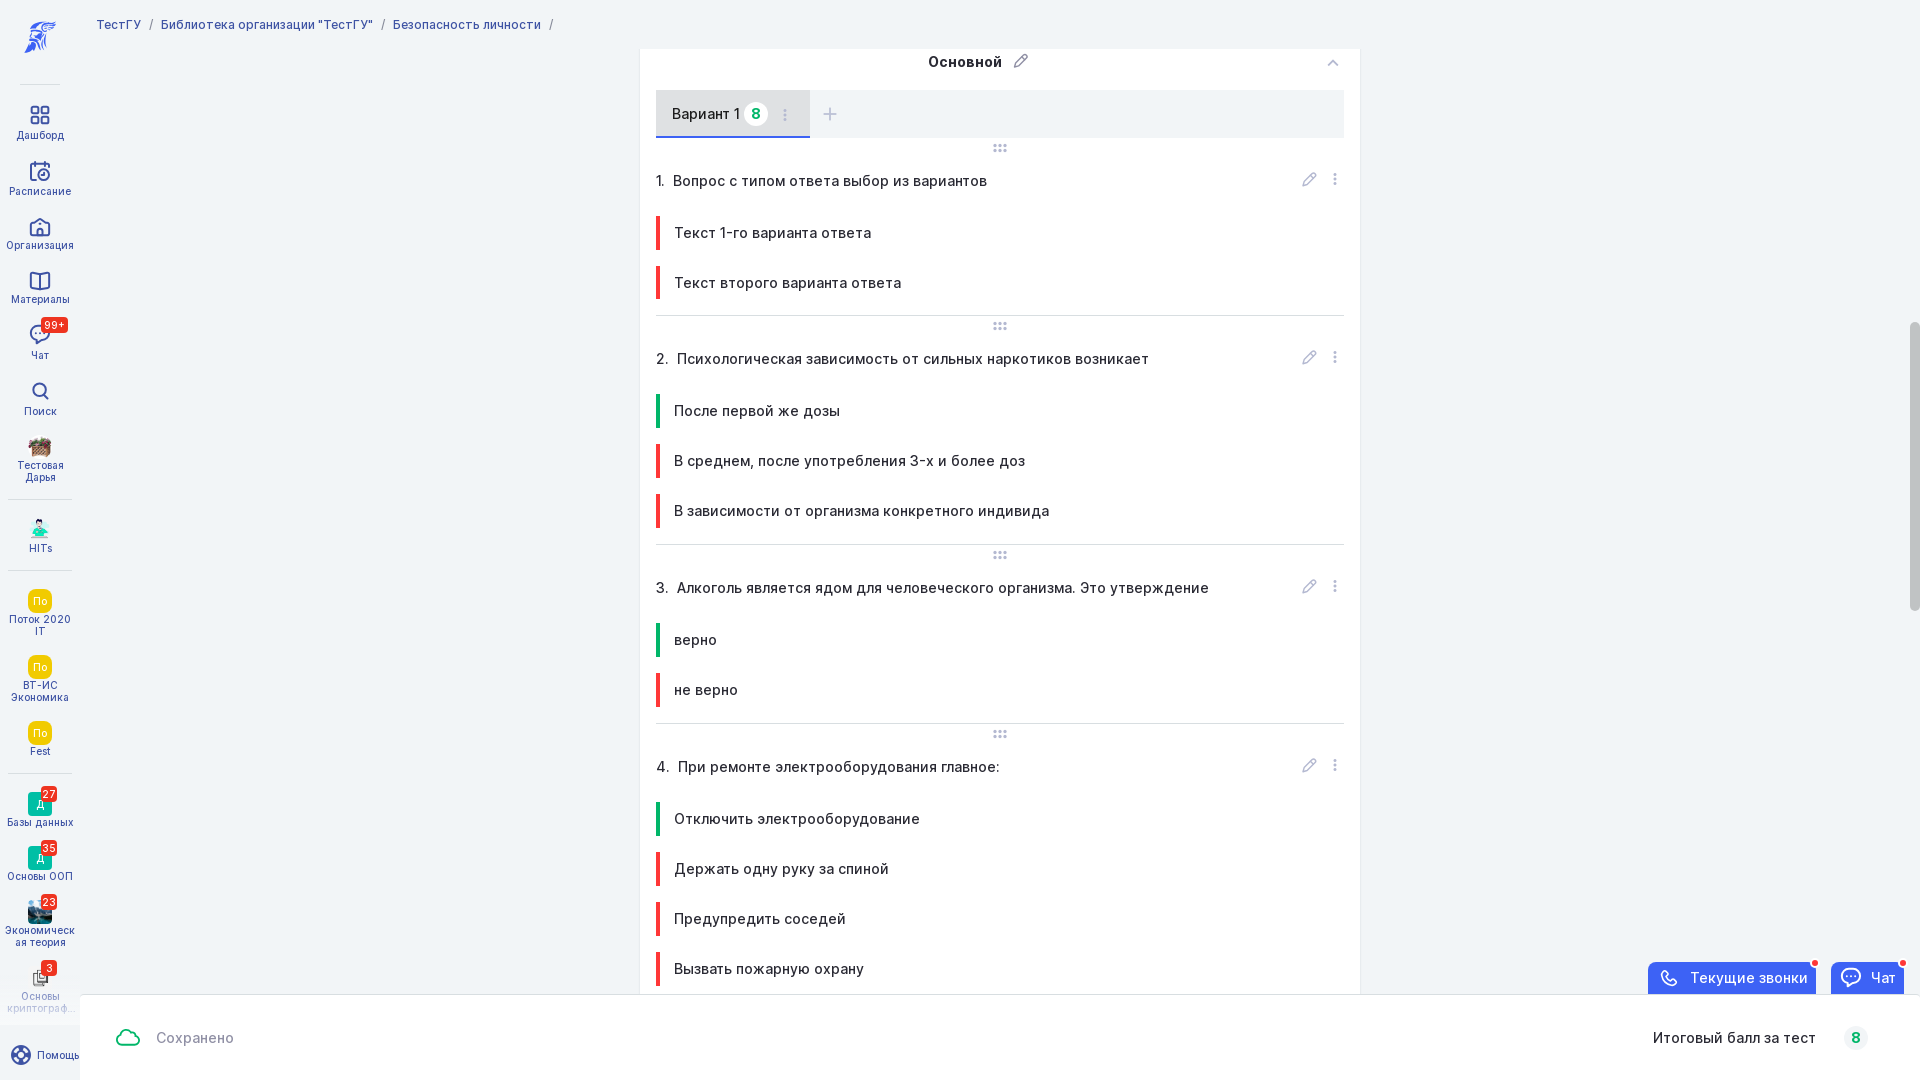 ТестГУ / Библиотека организации "ТестГУ" / Безопасность личности /
Дашборд
Расписание
Организация
Материалы
99+
Чат
Поиск
Тестовая
Дарья
HITs
По
Поток 2020
IT
По
ВТ-ИС
Экономика
По
Fest
27
Д
Базы данных
35
Д
Основы ООП
23
Экономическ
ая теория
3
Основы
криптограф...
Помощь
Основной
Вариант 1 8
1. Вопрос с типом ответа выбор из вариантов
Текст 1-го варианта ответа
Текст второго варианта ответа
2. Психологическая зависимость от сильных наркотиков возникает
После первой же дозы
В среднем, после употребления 3-х и более доз
В зависимости от организма конкретного индивида
3. Алкоголь является ядом для человеческого организма. Это утверждение
верно
не верно
4. При ремонте электрооборудования главное:
Отключить электрооборудование
Держать одну руку за спиной
Предупредить соседей
Вызвать пожарную охрану
Текущие звонки
Чат
Сохранено
Итоговый балл за тест 8